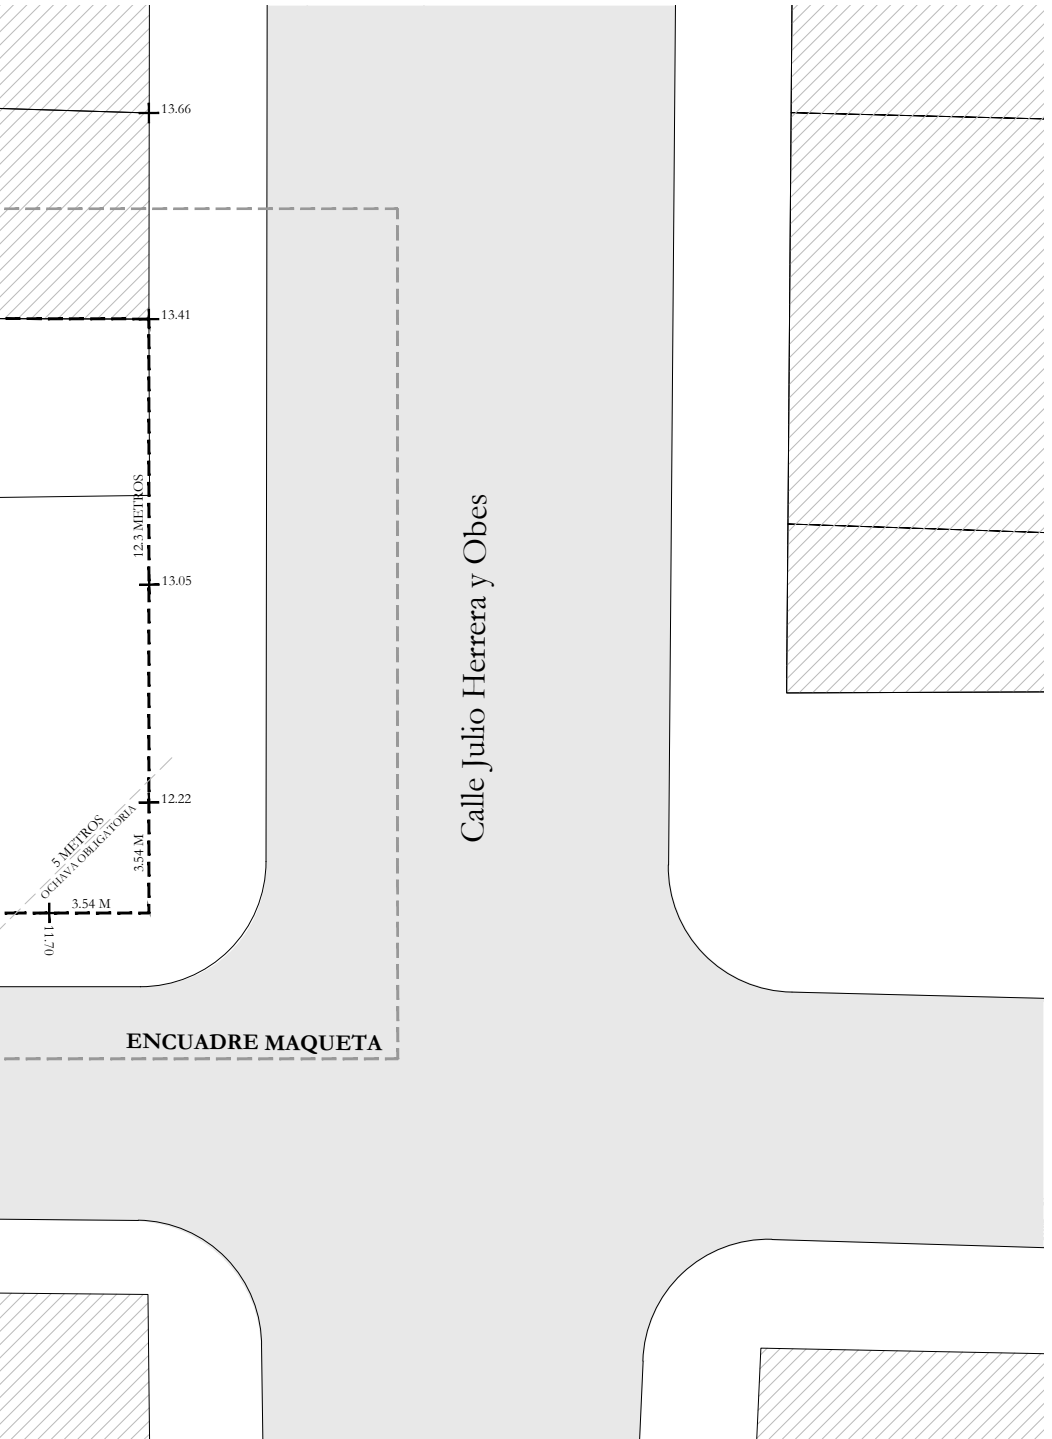 13.66
13.41
12.3 METROS
13.05
Calle Julio Herrera y Obes
12.22
5 METROS
OCHAVA OBLIGATORIA
3.54 M
3.54 M
11.70
ENCUADRE MAQUETA